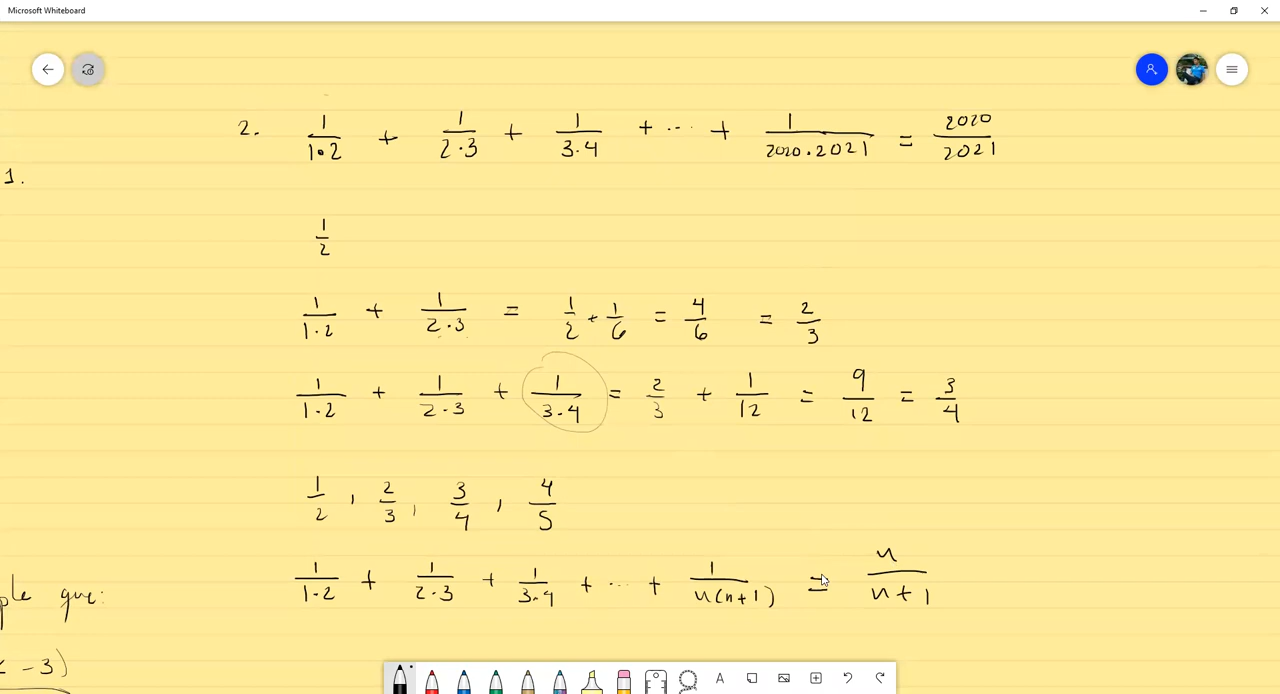 Microsoft Whiteboard
2. 1/(1·2) + 1/(2·3) + 1/(3·4) + ... + 1/(2020·2021) = 2020/2021
1.
1/2
1/(1·2) + 1/(2·3) = 1/2 + 1/6 = 4/6 = 2/3
1/(1·2) + 1/(2·3) + 1/(3·4) = 2/3 + 1/12 = 9/12 = 3/4
1/2, 2/3, 3/4, 4/5
1/(1·2) + 1/(2·3) + 1/(3·4) + ... + 1/(n(n+1)) = n/(n+1)
ple que:
- 3)
A